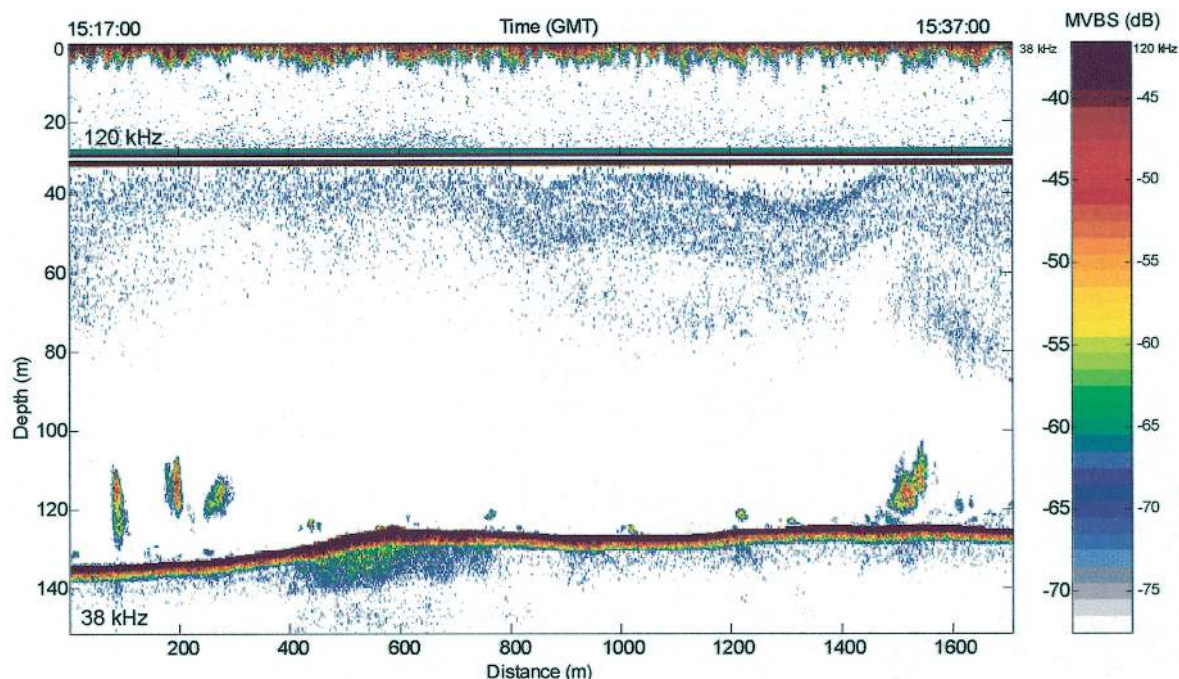 15:17:00 Time (GMT) 15:37:00 MVBS (dB)
38 kHz 120 kHz
0
20
120 kHz
40
60
80
100
120
140
38 kHz
Depth (m)
200 400 600 800 1000 1200 1400 1600
Distance (m)
-40 -45
-45 -50
-50 -55
-55 -60
-60 -65
-65 -70
-70 -75